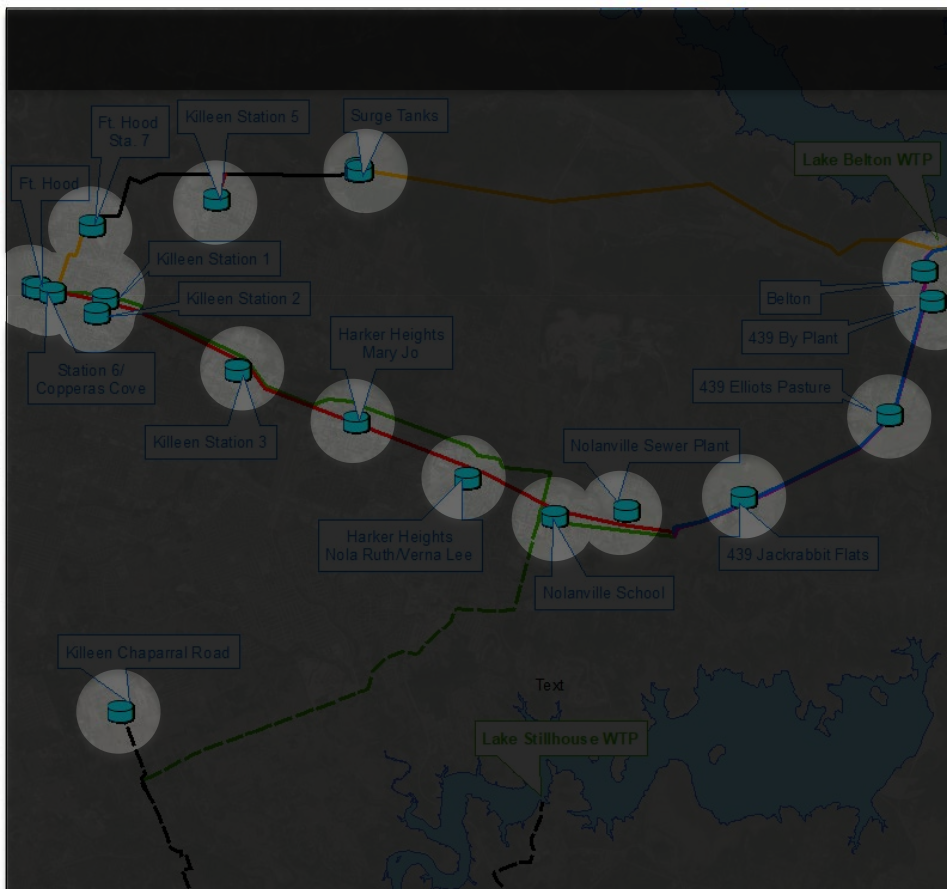 Ft. Hood
Sta. 7
Killeen Station 5
Surge Tanks
Lake Belton WTP
Ft. Hood
Killeen Station 1
Belton
Killeen Station 2
439 By Plant
Harker Heights
Mary Jo
Station 6/
Copperas Cove
439 Elliots Pasture
Killeen Station 3
Nolanville Sewer Plant
Harker Heights
Nola Ruth/Verna Lee
439 Jackrabbit Flats
Nolanville School
Killeen Chaparral Road
Text
Lake Stillhouse WTP